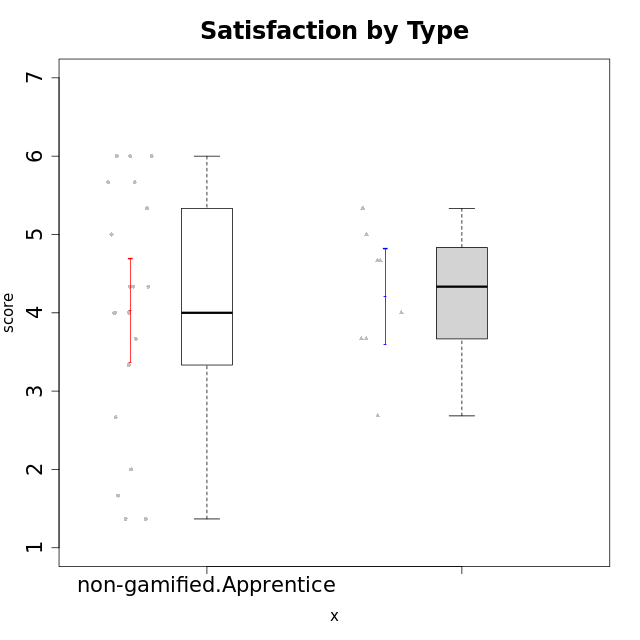 Satisfaction by Type
7
6
5
4
3
2
1
score
non-gamified.Apprentice
x